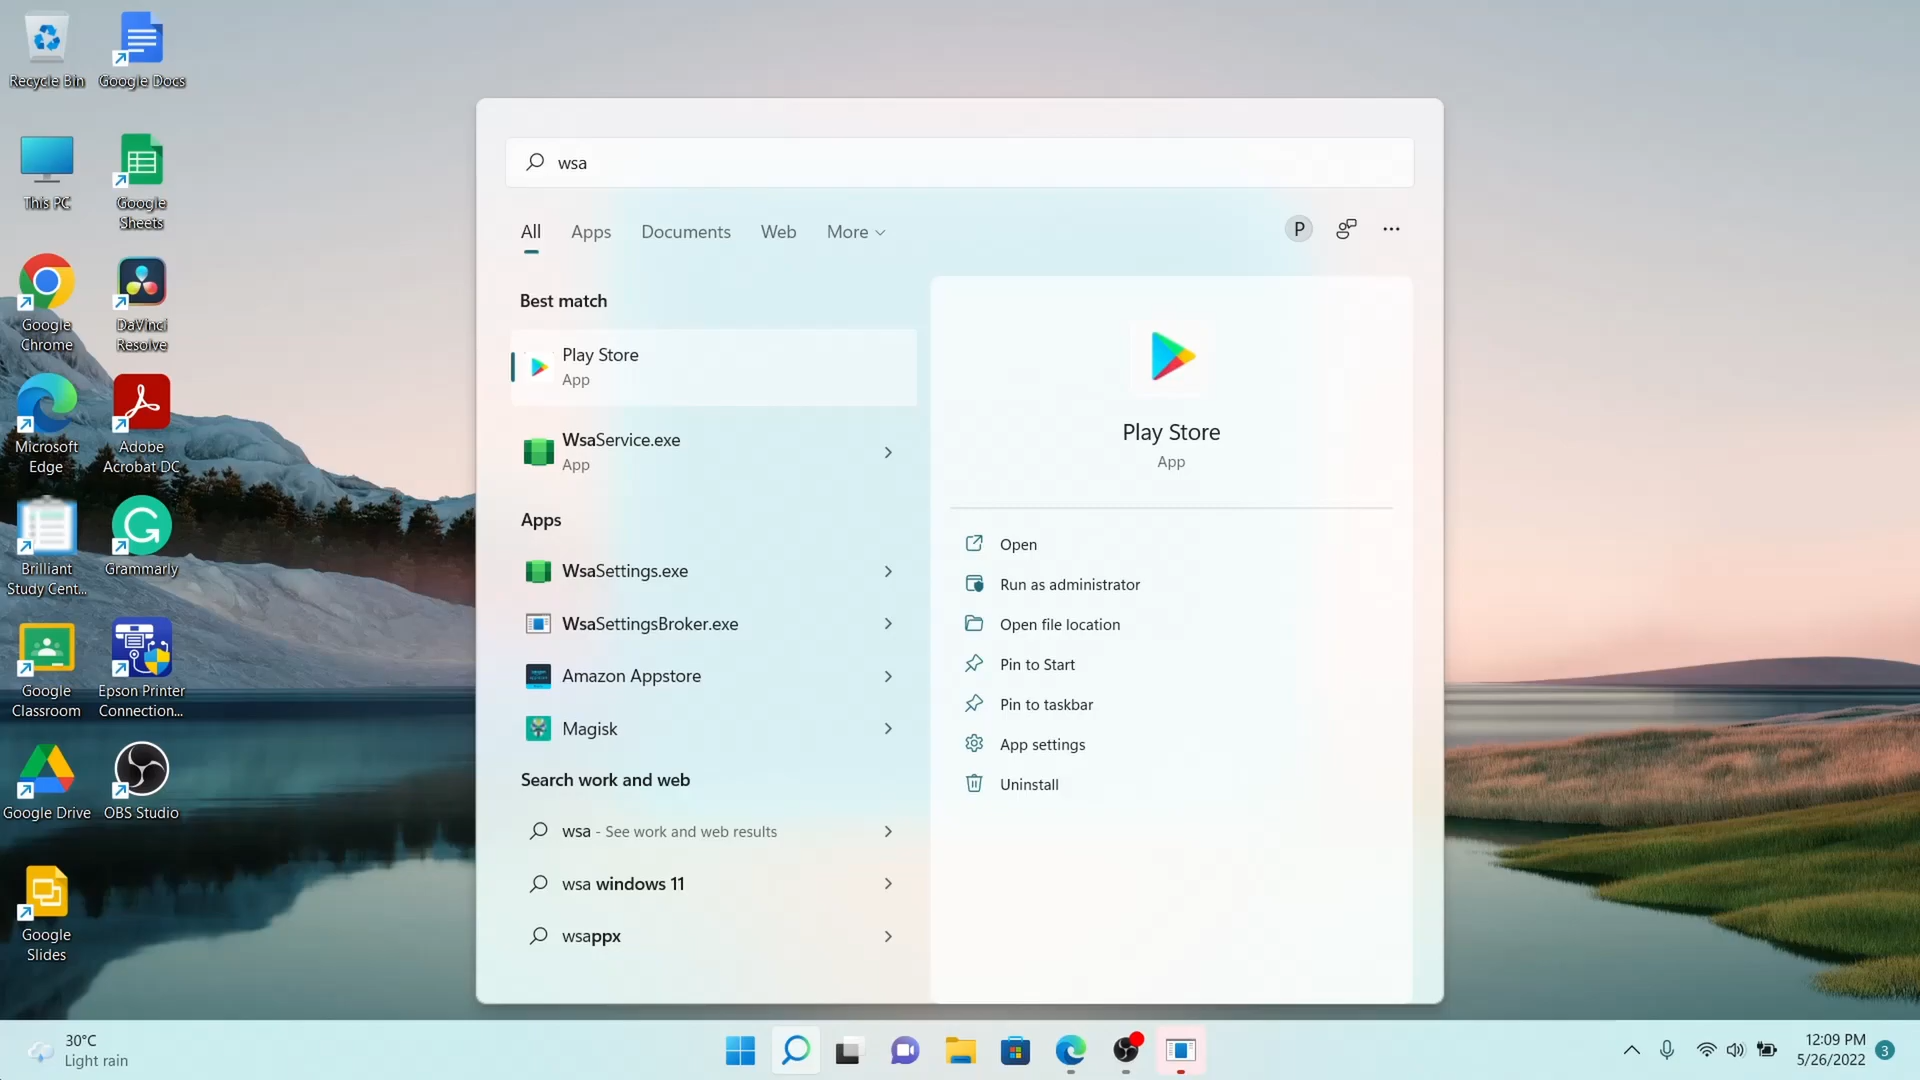 Recycle Bin
Google Docs
This PC
Google
Sheets
Google
Chrome
DaVinci
Resolve
Microsoft
Edge
Adobe
Acrobat DC
Brilliant
Study Cent...
Grammarly
Google
Classroom
Epson Printer
Connection...
Google Drive
OBS Studio
Google
Slides
wsa
All
Apps
Documents
Web
More
P
Best match
Play Store
App
WsaService.exe
App
Apps
WsaSettings.exe
WsaSettingsBroker.exe
Amazon Appstore
Magisk
Search work and web
wsa - See work and web results
wsa windows 11
wsappx
Play Store
App
Open
Run as administrator
Open file location
Pin to Start
Pin to taskbar
App settings
Uninstall
30°C
Light rain
12:09 PM
5/26/2022
3